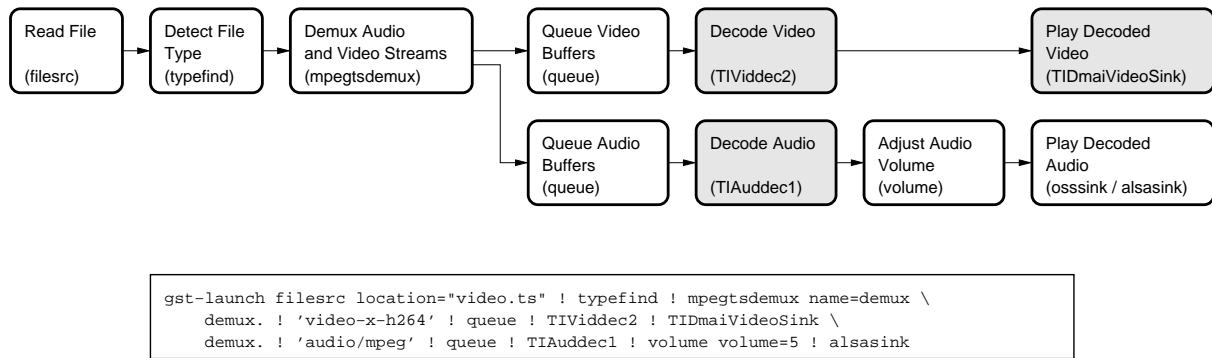 Read File
(filesrc)
Detect File
Type
(typefind)
Demux Audio
and Video Streams
(mpegtsdemux)
Queue Video
Buffers
(queue)
Decode Video
(TIViddec2)
Play Decoded
Video
(TIDmaiVideoSink)
Queue Audio
Buffers
(queue)
Decode Audio
(TIAuddec1)
Adjust Audio
Volume
(volume)
Play Decoded
Audio
(osssink / alsasink)
gst-launch filesrc location="video.ts" ! typefind ! mpegtsdemux name=demux \
demux. ! ’video-x-h264’ ! queue ! TIViddec2 ! TIDmaiVideoSink \
demux. ! ’audio/mpeg’ ! queue ! TIAuddec1 ! volume volume=5 ! alsasink